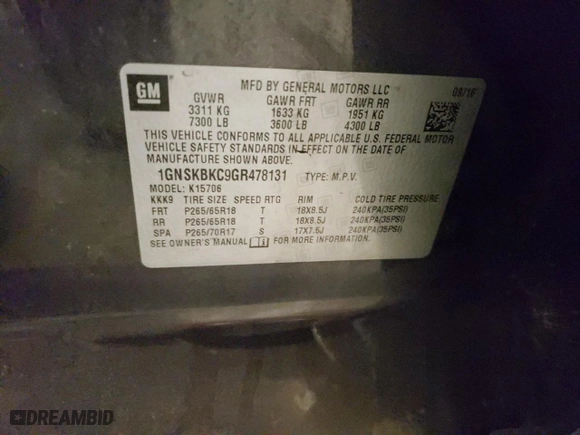 GM
MFD BY GENERAL MOTORS LLC
08/16
GVWR GAWR FRT GAWR RR
3311 KG 1633 KG 1951 KG
7300 LB 3600 LB 4300 LB
THIS VEHICLE CONFORMS TO ALL APPLICABLE U.S. FEDERAL MOTOR
VEHICLE SAFETY STANDARDS IN EFFECT ON THE DATE OF
MANUFACTURE SHOWN ABOVE.
1GNSKBKC9GR478131 TYPE: M.P.V.
MODEL: K15706
KKK9 TIRE SIZE SPEED RTG RIM COLD TIRE PRESSURE
FRT P265/65R18 T 18X8.5J 240KPA(35PSI)
RR P265/65R18 T 18X8.5J 240KPA(35PSI)
SPA P265/70R17 S 17X7.5J 240KPA(35PSI)
SEE OWNER'S MANUAL FOR MORE INFORMATION.
DREAMBID